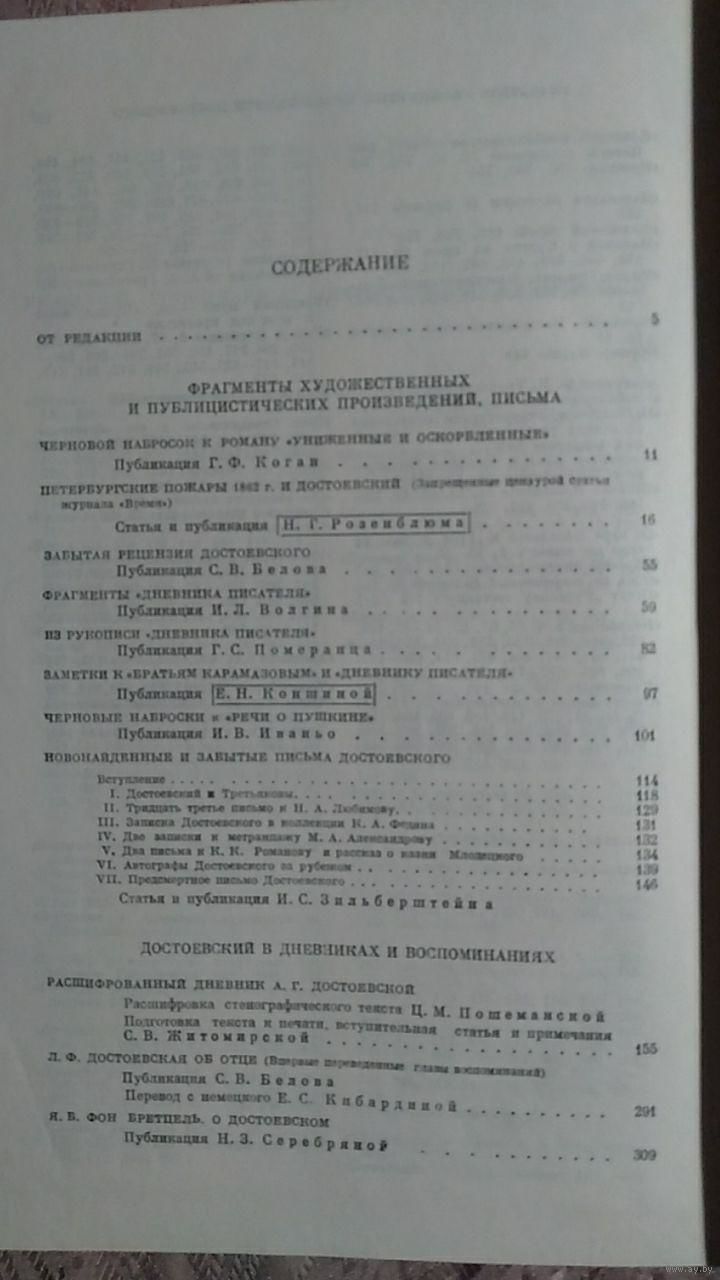 СОДЕРЖАНИЕ
ОТ РЕДАКЦИИ . . . . . . . . . . . . . . . . . . . . . . . . . . . . 5
ФРАГМЕНТЫ ХУДОЖЕСТВЕННЫХ
И ПУБЛИЦИСТИЧЕСКИХ ПРОИЗВЕДЕНИЙ, ПИСЬМА
ЧЕРНОВОЙ НАБРОСОК К РОМАНУ «УНИЖЕННЫЕ И ОСКОРБЛЕННЫЕ»
Публикация Г. Ф. Коган . . . . . . . . . . . . . . . 11
ПЕТЕРБУРГСКИЕ ПОЖАРЫ 1862 г. И ДОСТОЕВСКИЙ (Запрещенные цензурой статьи
журнала «Время»)
Статья и публикация Н. Г. Розенблюма . . . . . . . 16
ЗАБЫТАЯ РЕЦЕНЗИЯ ДОСТОЕВСКОГО
Публикация С. В. Белова . . . . . . . . . . . . . . 55
ФРАГМЕНТЫ «ДНЕВНИКА ПИСАТЕЛЯ»
Публикация И. Л. Волгина . . . . . . . . . . . . . 59
ИЗ РУКОПИСИ «ДНЕВНИКА ПИСАТЕЛЯ»
Публикация Г. С. Померанца . . . . . . . . . . . . 82
ЗАМЕТКИ К «БРАТЬЯМ КАРАМАЗОВЫМ» И «ДНЕВНИКУ ПИСАТЕЛЯ»
Публикация Е. Н. Коншиной . . . . . . . . . . . . 97
ЧЕРНОВЫЕ НАБРОСКИ к «РЕЧИ О ПУШКИНЕ»
Публикация И. В. Иваньо . . . . . . . . . . . . . 101
НОВОНАЙДЕННЫЕ И ЗАБЫТЫЕ ПИСЬМА ДОСТОЕВСКОГО
Вступление . . . . . . . . . . . . . . . . . . . . . . . 114
I. Достоевский и Третьяковы . . . . . . . . . . . . . . 118
II. Тридцать третье письмо к Н. А. Любимову . . . . . . . . 129
III. Записка Достоевского в коллекции К. А. Федина . . . . . . 131
IV. Две записки к метранпажу М. А. Александрову . . . . . . 132
V. Два письма к К. К. Романову и рассказ о казни Млодецкого . . . 134
VI. Автографы Достоевского за рубежом . . . . . . . . . . . 139
VII. Предсмертное письмо Достоевского . . . . . . . . . . . 146
Статья и публикация И. С. Зильберштейна
ДОСТОЕВСКИЙ В ДНЕВНИКАХ И ВОСПОМИНАНИЯХ
РАСШИФРОВАННЫЙ ДНЕВНИК А. Г. ДОСТОЕВСКОЙ
Расшифровка стенографического текста Ц. М. Пошеманской
Подготовка текста к печати, вступительная статья и примечания
С. В. Житомирской . . . . . . . . . . . . . . . . 155
Л. Ф. ДОСТОЕВСКАЯ ОБ ОТЦЕ (Впервые переведенные главы воспоминаний)
Публикация С. В. Белова
Перевод с немецкого Е. С. Кибардиной . . . . . . . . . 291
Я. Б. ФОН БРЕТЦЕЛЬ. О ДОСТОЕВСКОМ
Публикация Н. З. Серебряной . . . . . . . . . . . 309
www.ay.by